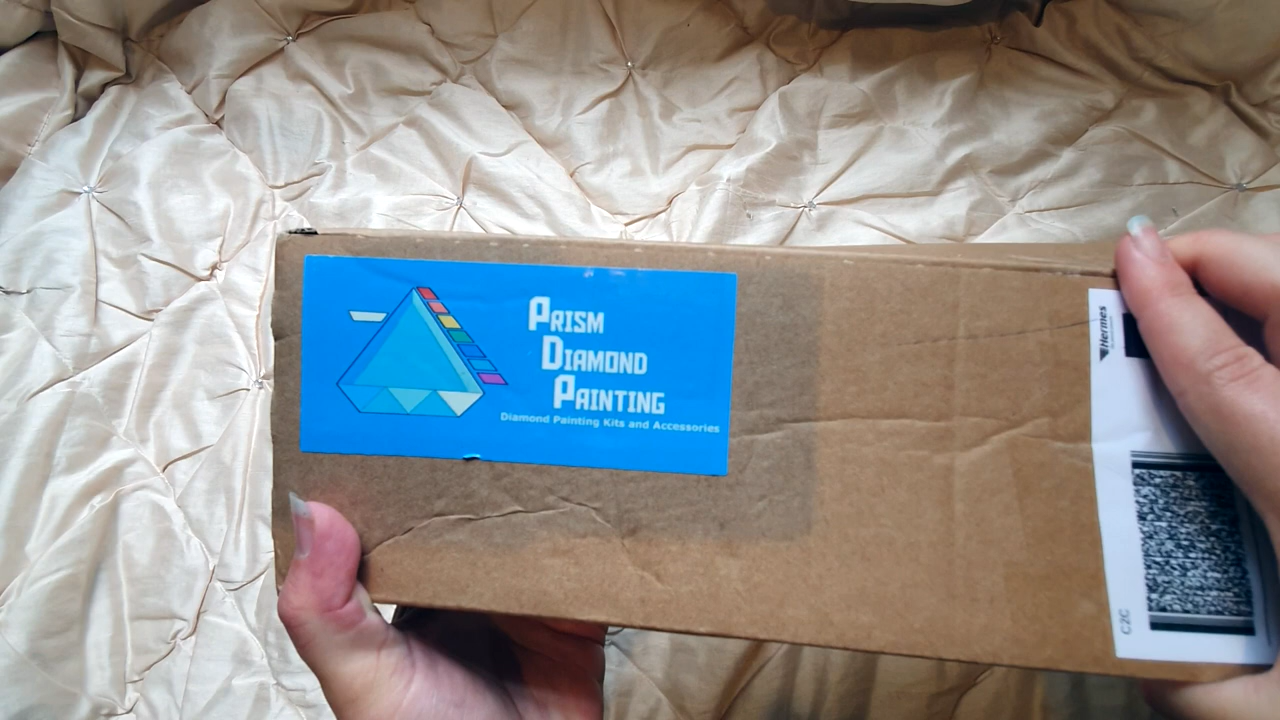 PRISM
DIAMOND
PAINTING
Diamond Painting Kits and Accessories
Hermes
C2C